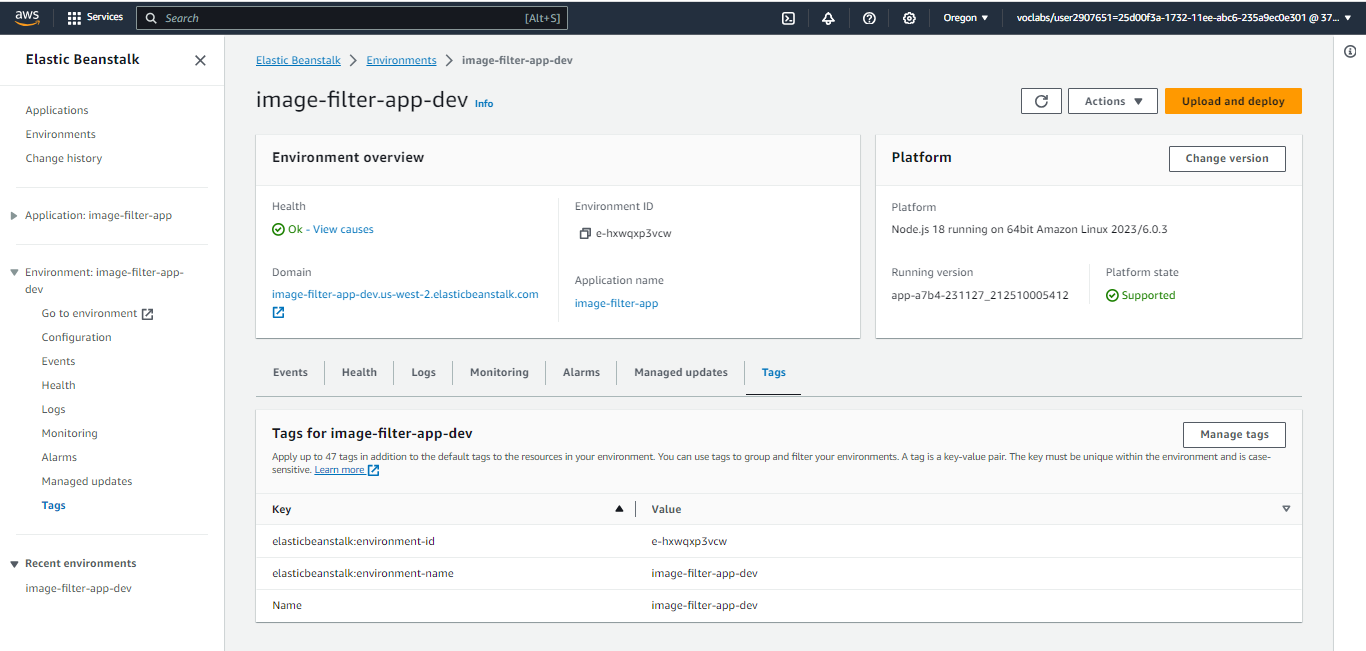 aws
Services
Search
[Alt+S]
Oregon
voclabs/user2907651=25d00f3a-1732-11ee-abc6-235a9ec0e301 @ 37...
Elastic Beanstalk
Applications
Environments
Change history
Application: image-filter-app
Environment: image-filter-app-
dev
Go to environment
Configuration
Events
Health
Logs
Monitoring
Alarms
Managed updates
Tags
Recent environments
image-filter-app-dev
Elastic Beanstalk > Environments > image-filter-app-dev
image-filter-app-dev Info
Actions
Upload and deploy
Environment overview
Health
Ok - View causes
Domain
image-filter-app-dev.us-west-2.elasticbeanstalk.com
Environment ID
e-hxwqxp3vcw
Application name
image-filter-app
Platform
Change version
Platform
Node.js 18 running on 64bit Amazon Linux 2023/6.0.3
Running version
app-a7b4-231127_212510005412
Platform state
Supported
Events
Health
Logs
Monitoring
Alarms
Managed updates
Tags
Tags for image-filter-app-dev
Manage tags
Apply up to 47 tags in addition to the default tags to the resources in your environment. You can use tags to group and filter your environments. A tag is a key-value pair. The key must be unique within the environment and is case-
sensitive. Learn more
Key Value
elasticbeanstalk:environment-id e-hxwqxp3vcw
elasticbeanstalk:environment-name image-filter-app-dev
Name image-filter-app-dev